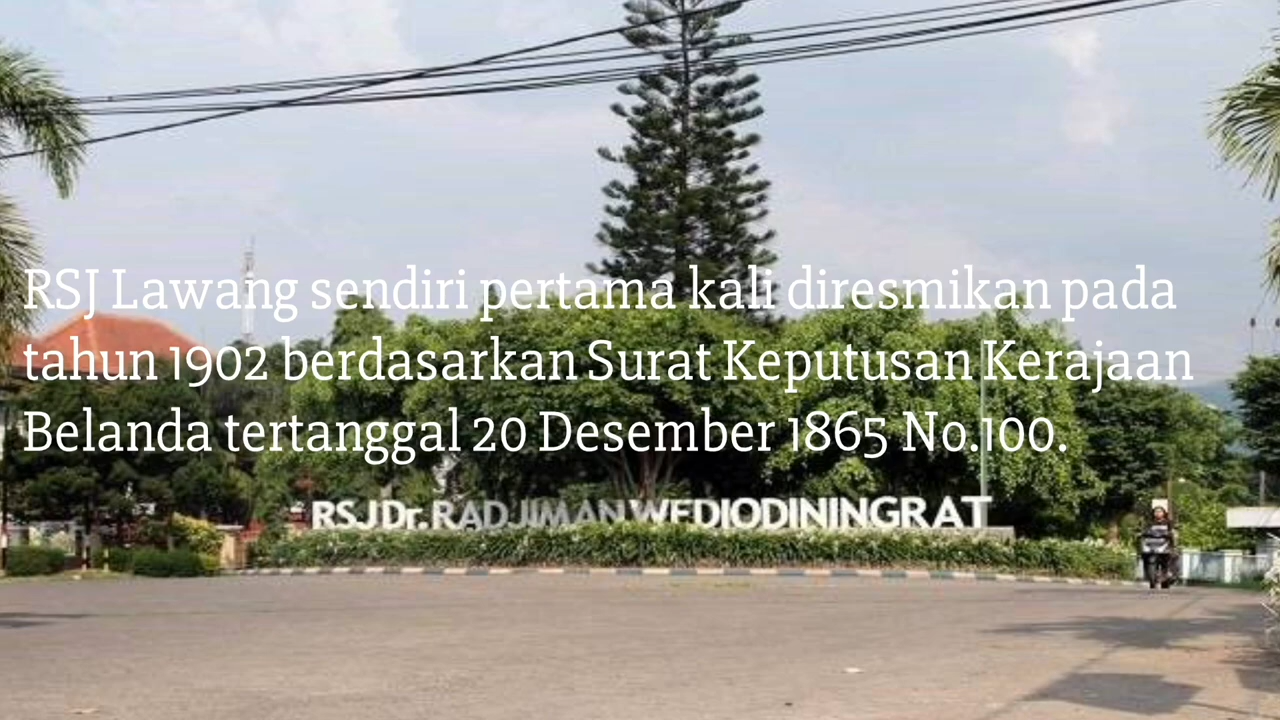 RSJ Lawang sendiri pertama kali diresmikan pada
tahun 1902 berdasarkan Surat Keputusan Kerajaan
Belanda tertanggal 20 Desember 1865 No.100.
RSJ Dr. RADJIMAN WEDIODININGRAT